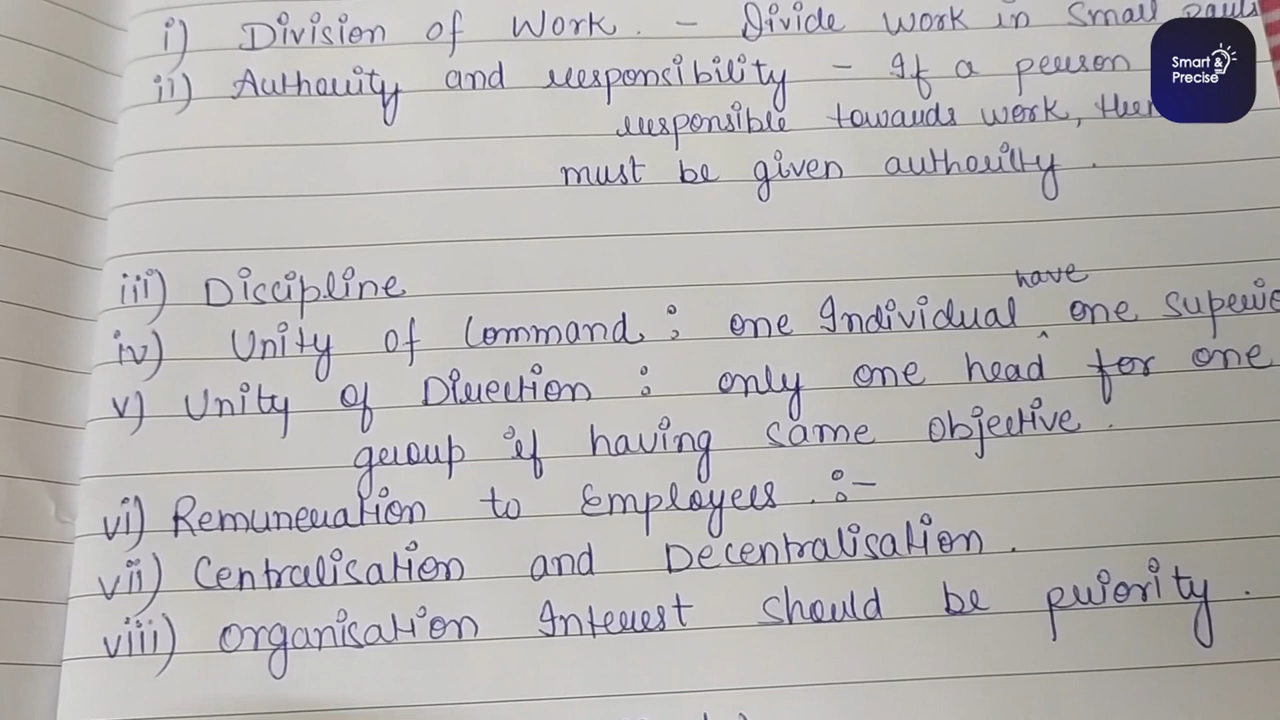 i) Division of Work. - Divide work in small parts
ii) Authority and responsibility - If a person
responsible towards work,
must be given authority.
iii) Discipline
have
iv) Unity of Command : one Individual ^ one
v) Unity of Direction : only one head for one
group if having same objective.
vi) Remuneration to Employees. :-
vii) Centralisation and Decentralisation.
viii) Organisation Interest should be priority.
Smart &
Precise